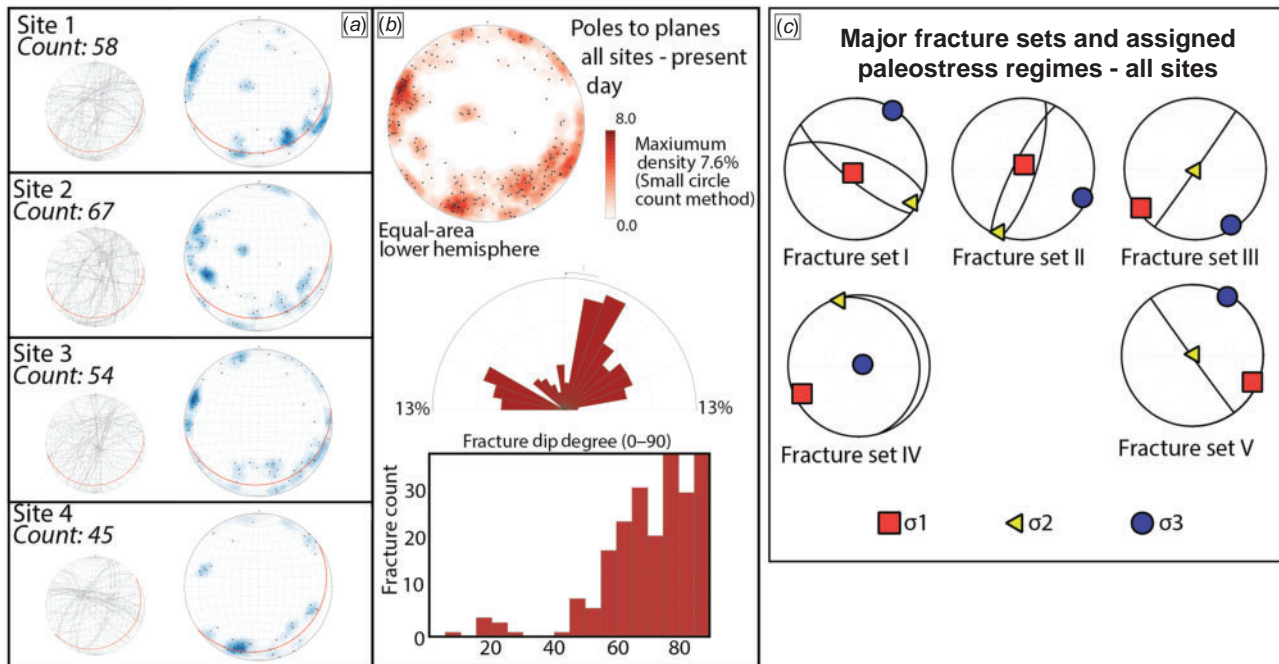 Site 1
Count: 58
(a)
Site 2
Count: 67
Site 3
Count: 54
Site 4
Count: 45
(b)
Poles to planes
all sites - present
day
8.0
0.0
Maxiumum
density 7.6%
(Small circle
count method)
Equal-area
lower hemisphere
13%
13%
Fracture dip degree (0–90)
Fracture count
30
20
10
0
20
40
60
80
(c)
Major fracture sets and assigned
paleostress regimes - all sites
Fracture set I
Fracture set II
Fracture set III
Fracture set IV
Fracture set V
σ1
σ2
σ3